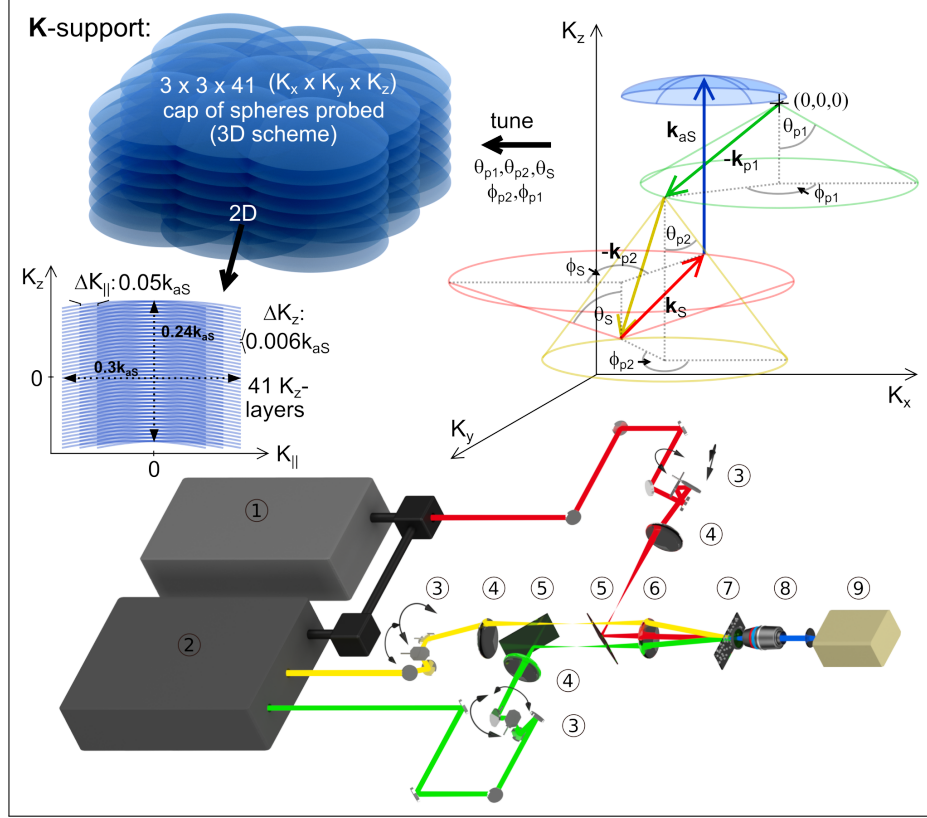 K-support:
3 x 3 x 41 (Kx x Ky x Kz)
cap of spheres probed
(3D scheme)
2D
tune
θp1,θp2,θS
ϕp2,ϕp1
Kz
(0,0,0)
θp1
kaS
-kp1
ϕp1
θp2
-kp2
ϕS
kS
θS
ϕp2
Kx
Ky
Kz
ΔK||:0.05kaS
ΔKz:
0.006kaS
0.24kaS
0.3kaS
0
41 Kz-
layers
K||
0
①
②
③
④
③
④
⑤
⑤
⑥
⑦
⑧
⑨
④
③